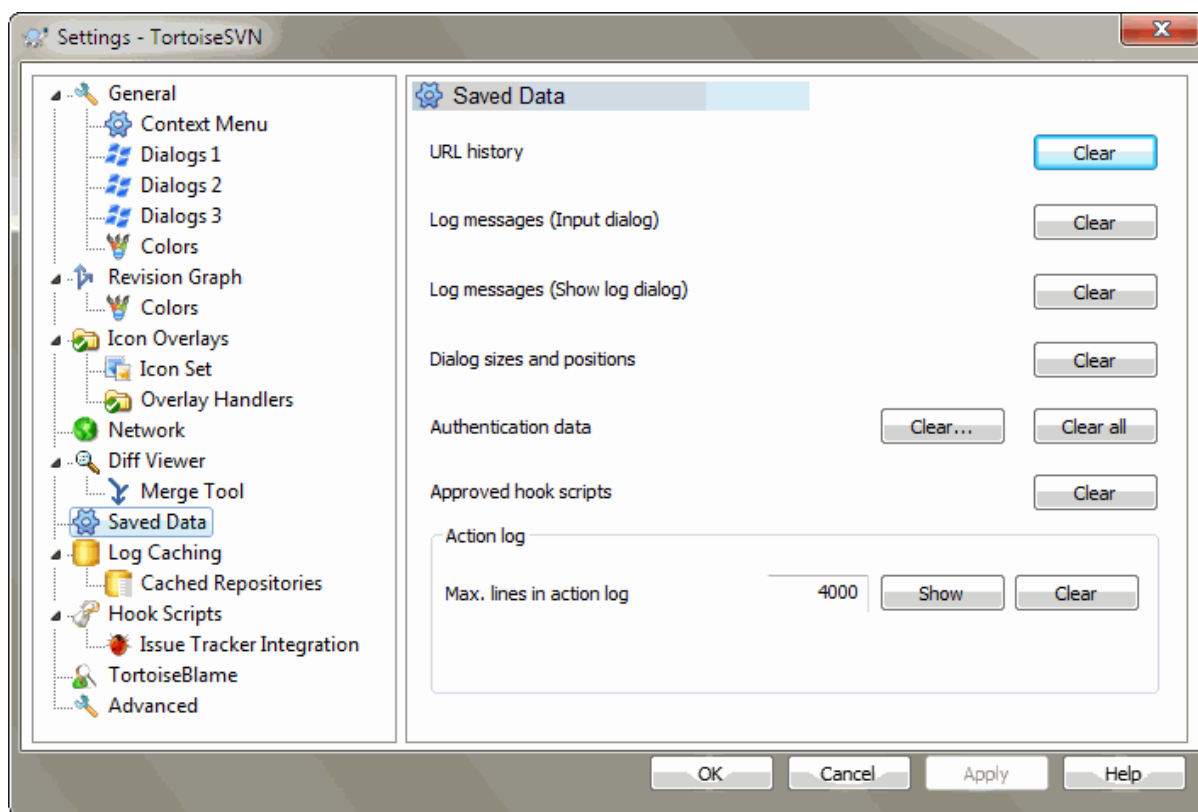 Settings - TortoiseSVN
General
Context Menu
Dialogs 1
Dialogs 2
Dialogs 3
Colors
Revision Graph
Colors
Icon Overlays
Icon Set
Overlay Handlers
Network
Diff Viewer
Merge Tool
Saved Data
Log Caching
Cached Repositories
Hook Scripts
Issue Tracker Integration
TortoiseBlame
Advanced
Saved Data
URL history Clear
Log messages (Input dialog) Clear
Log messages (Show log dialog) Clear
Dialog sizes and positions Clear
Authentication data Clear... Clear all
Approved hook scripts Clear
Action log
Max. lines in action log 4000 Show Clear
OK Cancel Apply Help